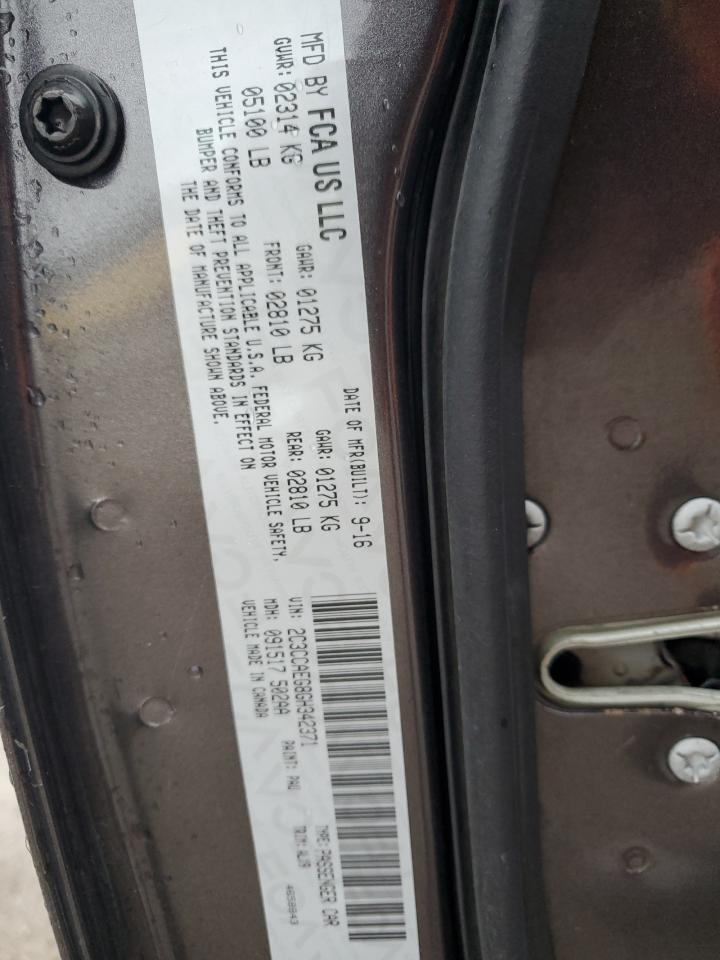 MFD BY FCA US LLC
DATE OF MFR(BUILT): 9-16
GVWR: 02314 KG
GAWR: 01275 KG
GAWR: 01275 KG
05100 LB
FRONT: 02810 LB
REAR: 02810 LB
THIS VEHICLE CONFORMS TO ALL APPLICABLE U.S.A. FEDERAL MOTOR VEHICLE SAFETY,
BUMPER AND THEFT PREVENTION STANDARDS IN EFFECT ON
THE DATE OF MANUFACTURE SHOWN ABOVE.
VIN: 2C3CCAEG8GH342371
TYPE: PASSENGER CAR
MDH: 091517 502AA
PAINT: PAU
TRIM: ALJ9
VEHICLE MADE IN CANADA